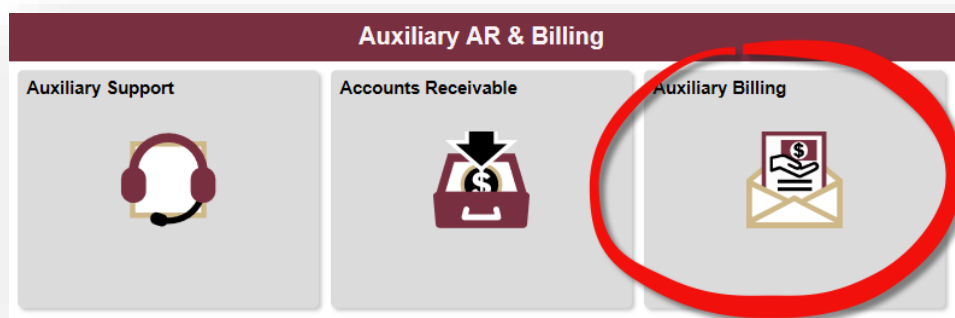 Auxiliary AR & Billing
Auxiliary Support
Accounts Receivable
Auxiliary Billing
$
$